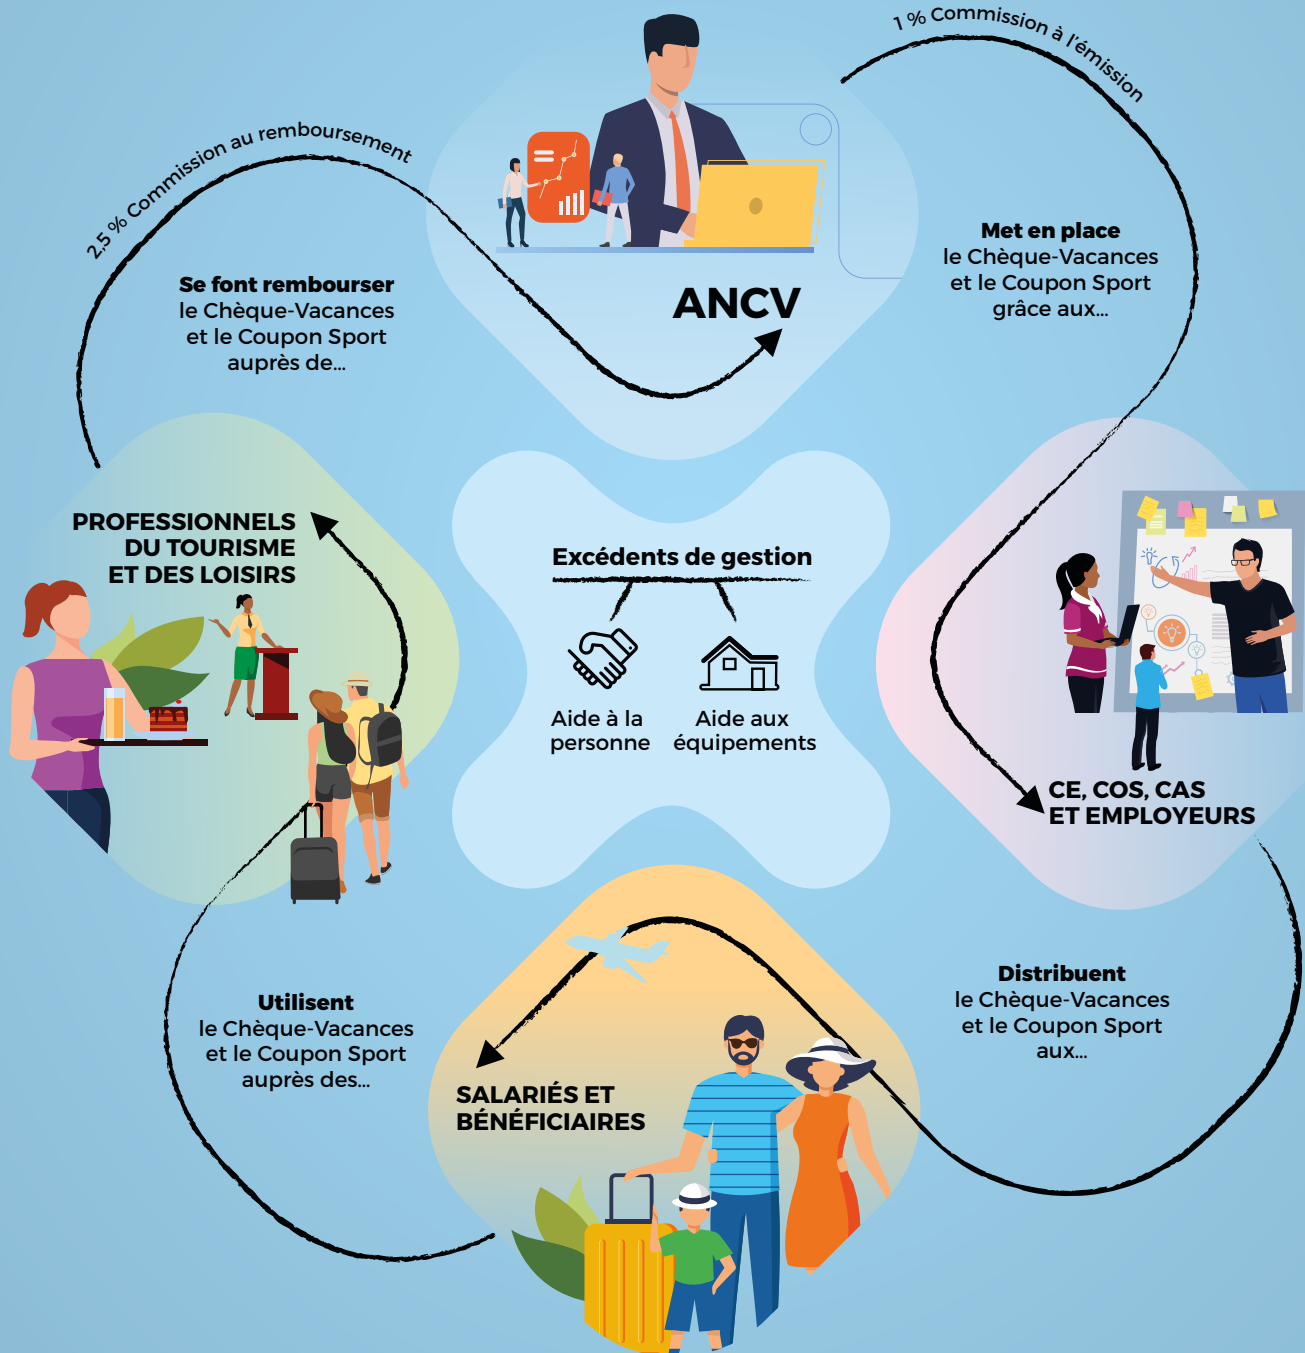 1 % Commission à l'émission
2,5 % Commission au remboursement
ANCV
Met en place
le Chèque-Vacances
et le Coupon Sport
grâce aux...
Se font rembourser
le Chèque-Vacances
et le Coupon Sport
auprès de...
PROFESSIONNELS
DU TOURISME
ET DES LOISIRS
Excédents de gestion
Aide à la
personne
Aide aux
équipements
CE, COS, CAS
ET EMPLOYEURS
Distribuent
le Chèque-Vacances
et le Coupon Sport
aux...
Utilisent
le Chèque-Vacances
et le Coupon Sport
auprès des...
SALARIÉS ET
BÉNÉFICIAIRES